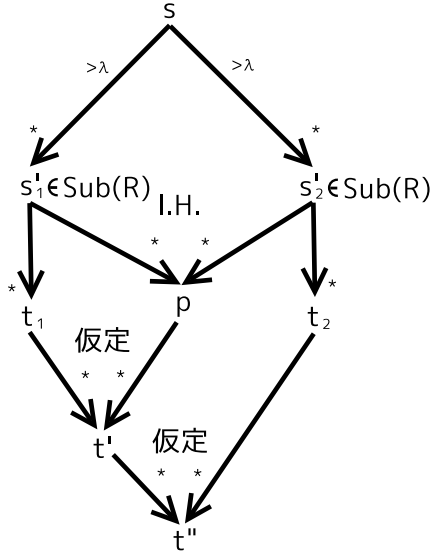 s
>λ >λ
* *
s'₁∈Sub(R) s'₂∈Sub(R)
I.H.
* *
* *
t₁ p t₂
仮定
* *
t' 仮定
* *
t"